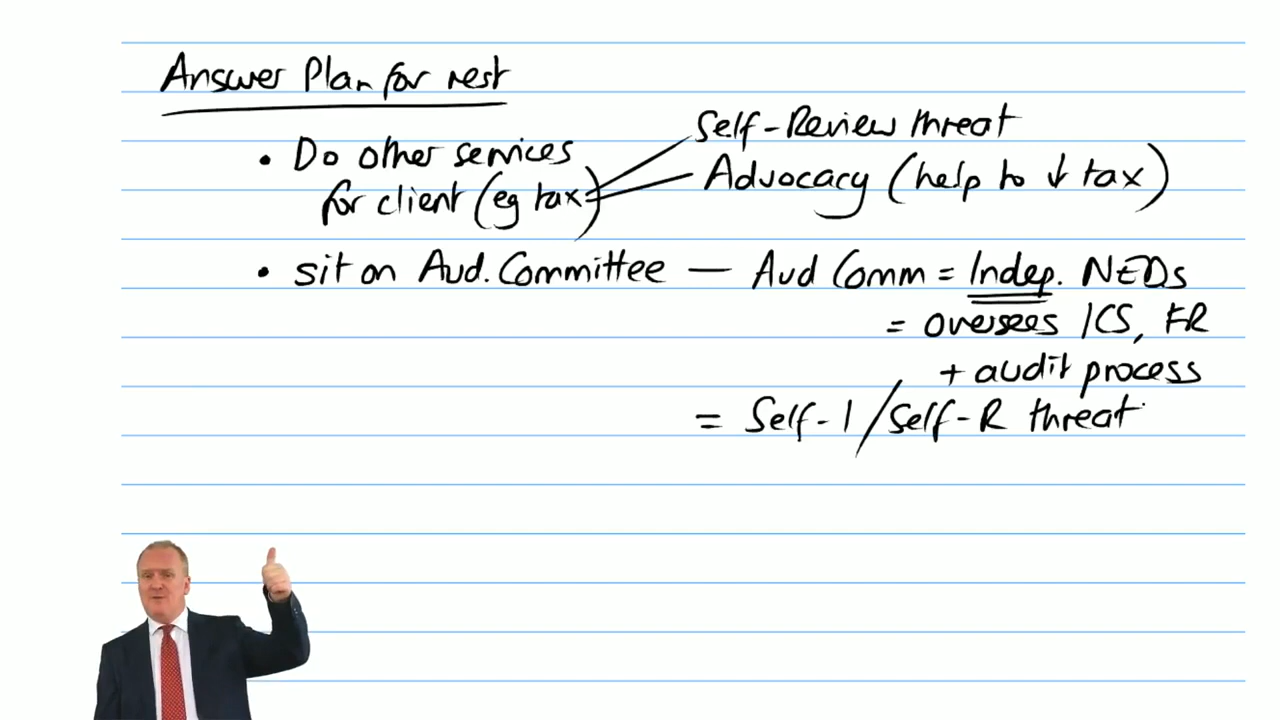 Answer Plan for rest
• Do other services
for client (eg tax)
Self-Review threat
Advocacy (help to ↓ tax)
• sit on Aud. Committee — Aud Comm = Indep. NEDs
= oversees ICS, FR
+ audit process
= Self-I/Self-R threat